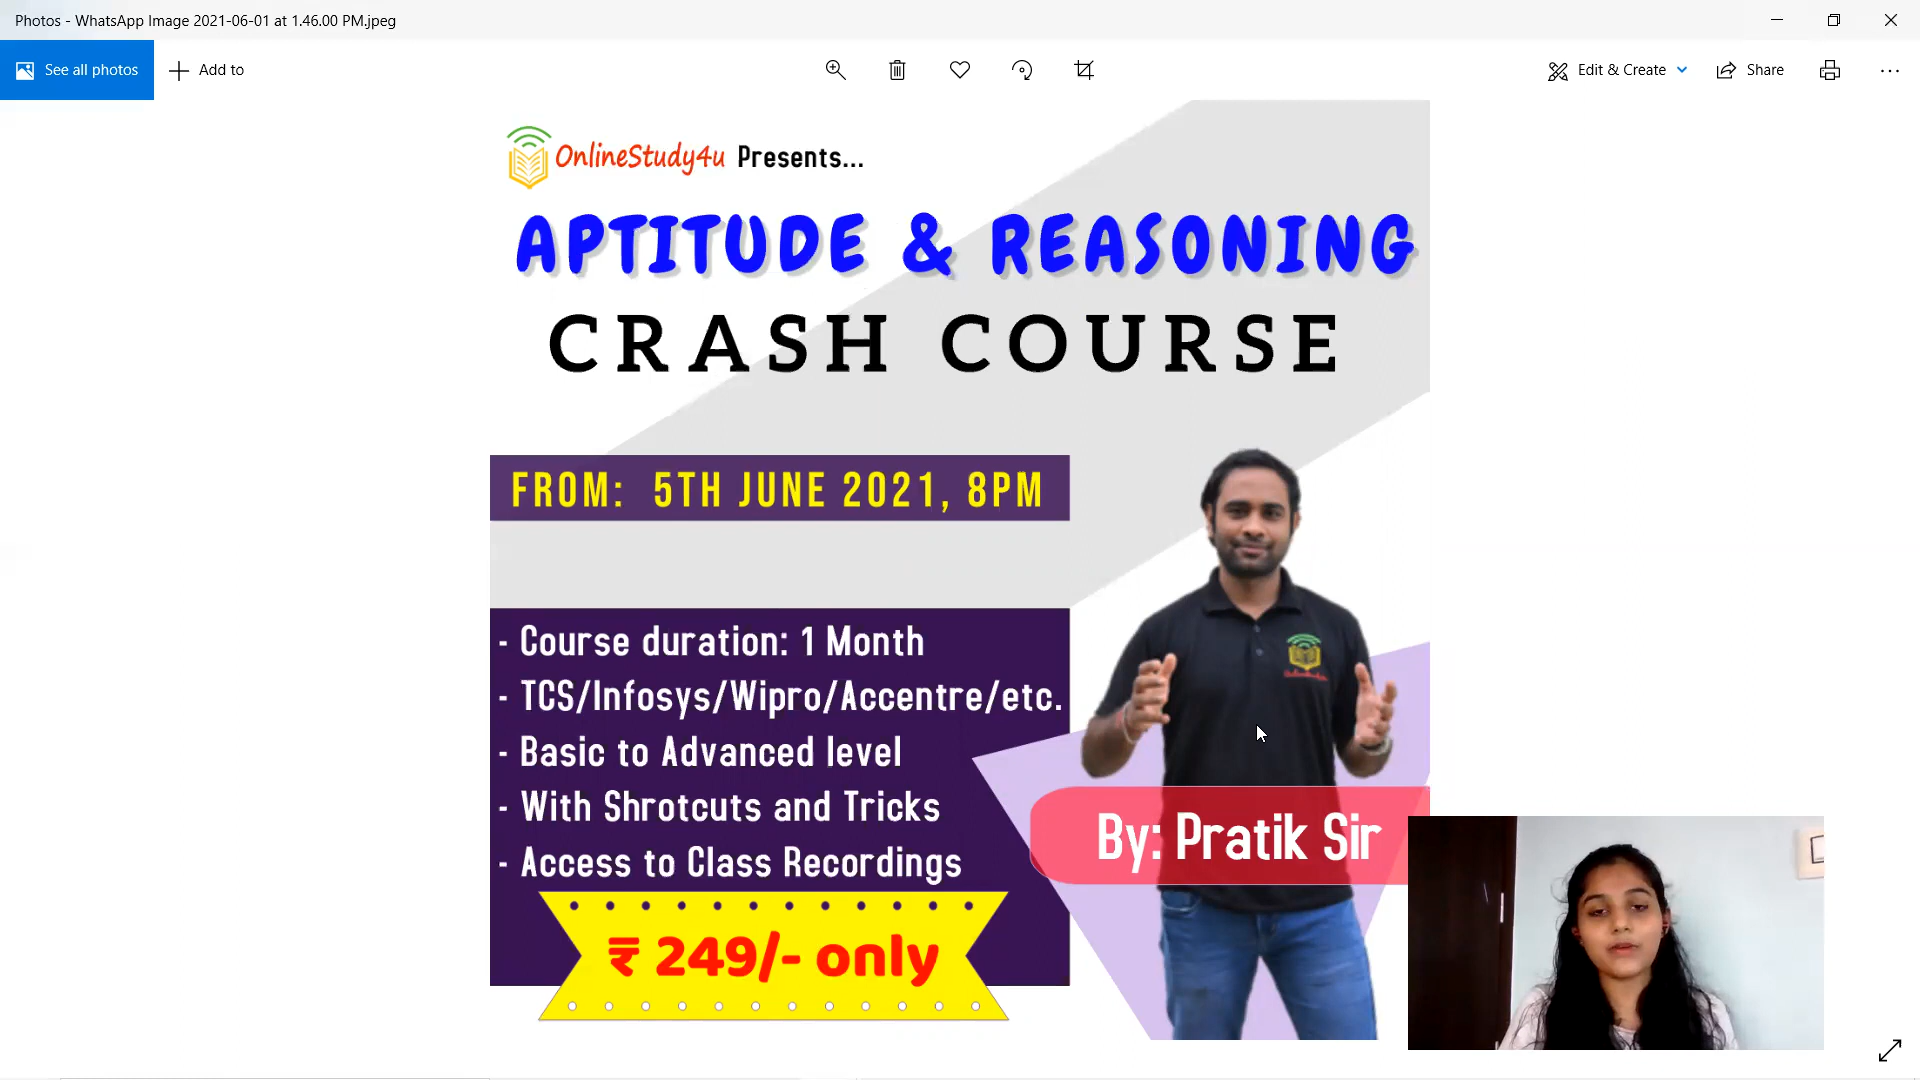 Photos - WhatsApp Image 2021-06-01 at 1.46.00 PM.jpeg
See all photos
Add to
Edit & Create
Share
OnlineStudy4u Presents...
APTITUDE & REASONING
CRASH COURSE
FROM: 5TH JUNE 2021, 8PM
- Course duration: 1 Month
- TCS/Infosys/Wipro/Accentre/etc.
- Basic to Advanced level
- With Shrotcuts and Tricks
- Access to Class Recordings
By: Pratik Sir
₹ 249/- only